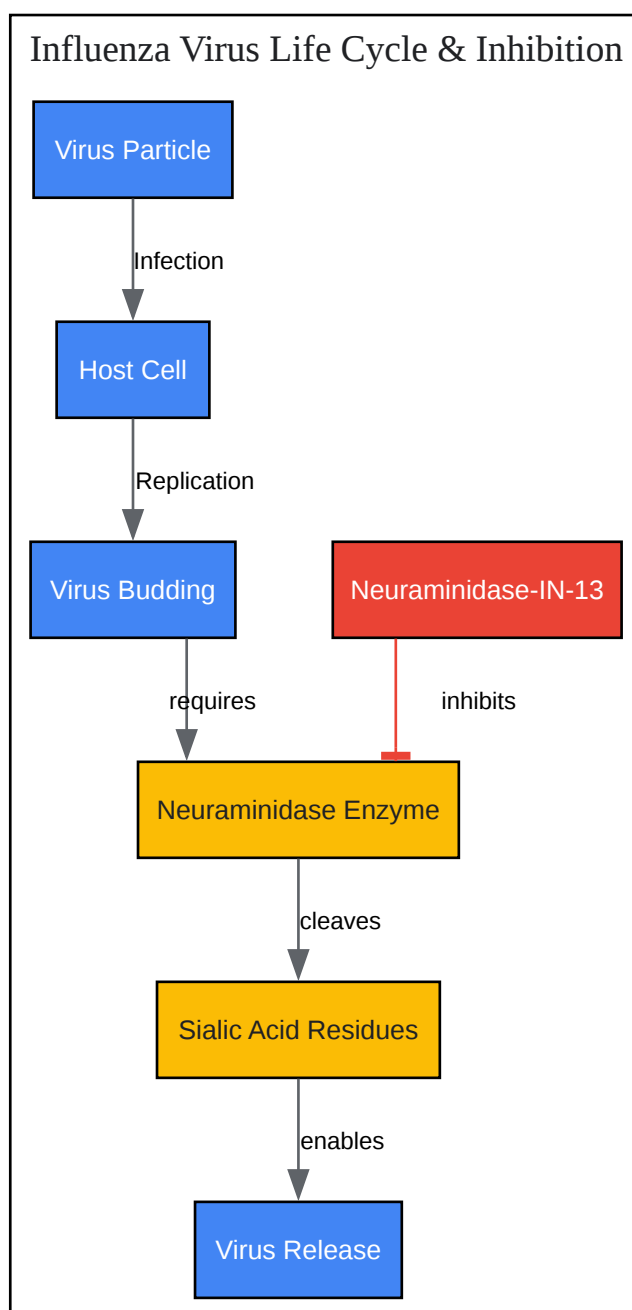 Influenza Virus Life Cycle & Inhibition
Virus Particle
Infection
Host Cell
Replication
Virus Budding
Neuraminidase-IN-13
requires
inhibits
Neuraminidase Enzyme
cleaves
Sialic Acid Residues
enables
Virus Release